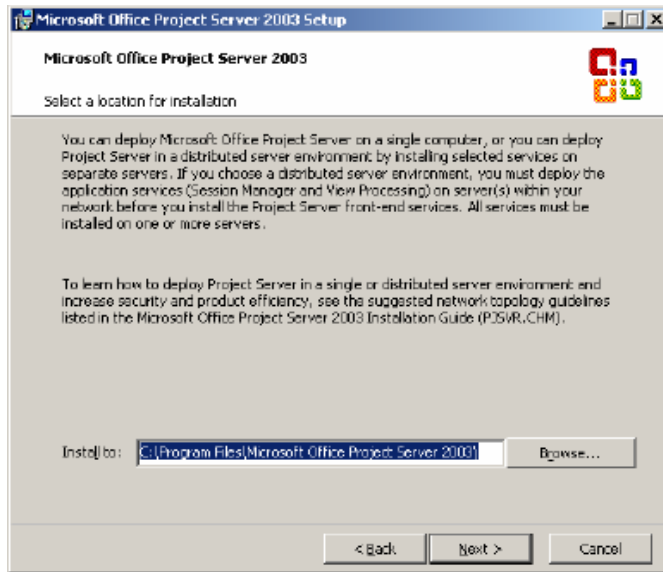 Microsoft Office Project Server 2003 Setup
Microsoft Office Project Server 2003
Select a location for installation
You can deploy Microsoft Office Project Server on a single computer, or you can deploy
Project Server in a distributed server environment by installing selected services on
separate servers. If you choose a distributed server environment, you must deploy the
application services (Session Manager and View Processing) on server(s) within your
network before you install the Project Server front-end services. All services must be
installed on one or more servers.
To learn how to deploy Project Server in a single or distributed server environment and
increase security and product efficiency, see the suggested network topology guidelines
listed in the Microsoft Office Project Server 2003 Installation Guide (PJSVR.CHM).
Install to: C:\Program Files\Microsoft Office Project Server 2003\ Browse...
< Back Next > Cancel